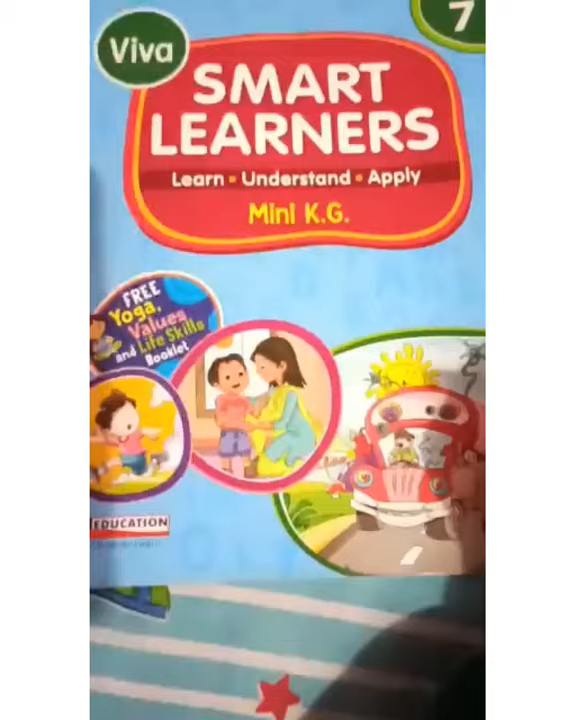 7
Viva
SMART
LEARNERS
Learn • Understand • Apply
Mini K.G.
FREE
Yoga,
Values
and Life Skills
Booklet
EDUCATION